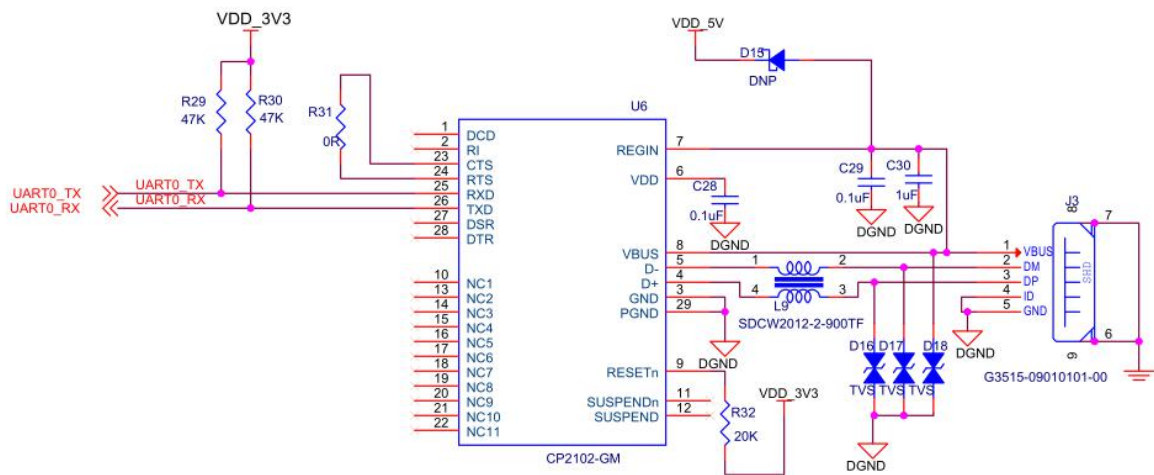 VDD_3V3
VDD_5V
D15
DNP
R29
47K
R30
47K
R31
0R
U6
1
DCD
2
RI
23
CTS
24
RTS
25
RXD
26
TXD
27
DSR
28
DTR
10
NC1
13
NC2
14
NC3
15
NC4
16
NC5
17
NC6
18
NC7
19
NC8
20
NC9
21
NC10
22
NC11
REGIN
7
VDD
6
VBUS
8
D-
5
D+
4
GND
3
PGND
29
RESETn
9
SUSPENDn
11
SUSPEND
12
CP2102-GM
UART0_TX
UART0_TX
UART0_RX
UART0_RX
C28
0.1uF
DGND
C29
0.1uF
DGND
C30
1uF
DGND
1
2
4
3
L9
SDCW2012-2-900TF
DGND
D16
D17
D18
TVS
TVS
TVS
DGND
R32
20K
VDD_3V3
J3
8
7
1
VBUS
2
DM
3
DP
4
ID
5
GND
SHD
6
9
DGND
G3515-09010101-00